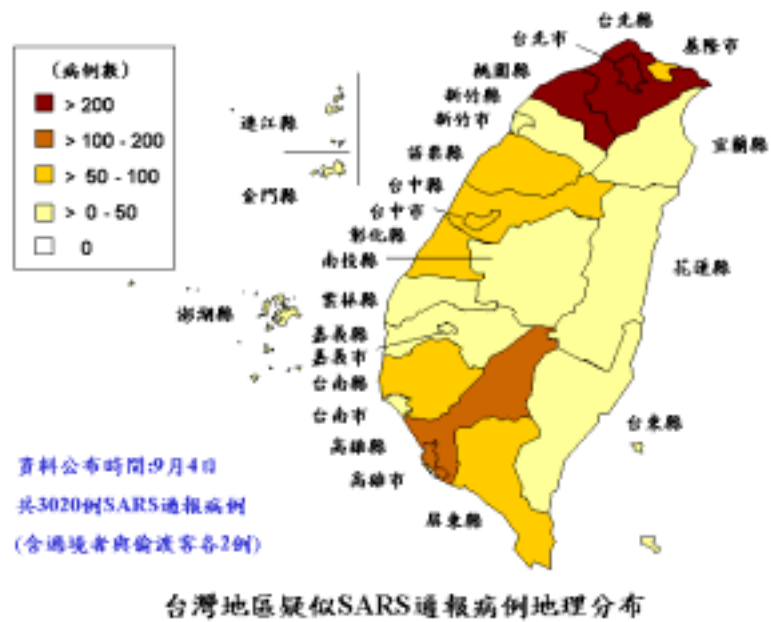 台北縣
台北市
基隆市
桃園縣
新竹縣
新竹市
苗栗縣
台中縣
台中市
彰化縣
南投縣
雲林縣
嘉義縣
嘉義市
台南縣
台南市
高雄縣
高雄市
屏東縣
台東縣
花蓮縣
宜蘭縣
連江縣
金門縣
澎湖縣
(病例數)
> 200
> 100 - 200
> 50 - 100
> 0 - 50
0
資料公布時間:9月4日
共3020例SARS通報病例
(含過境者與偷渡客各2例)
台灣地區疑似SARS通報病例地理分布